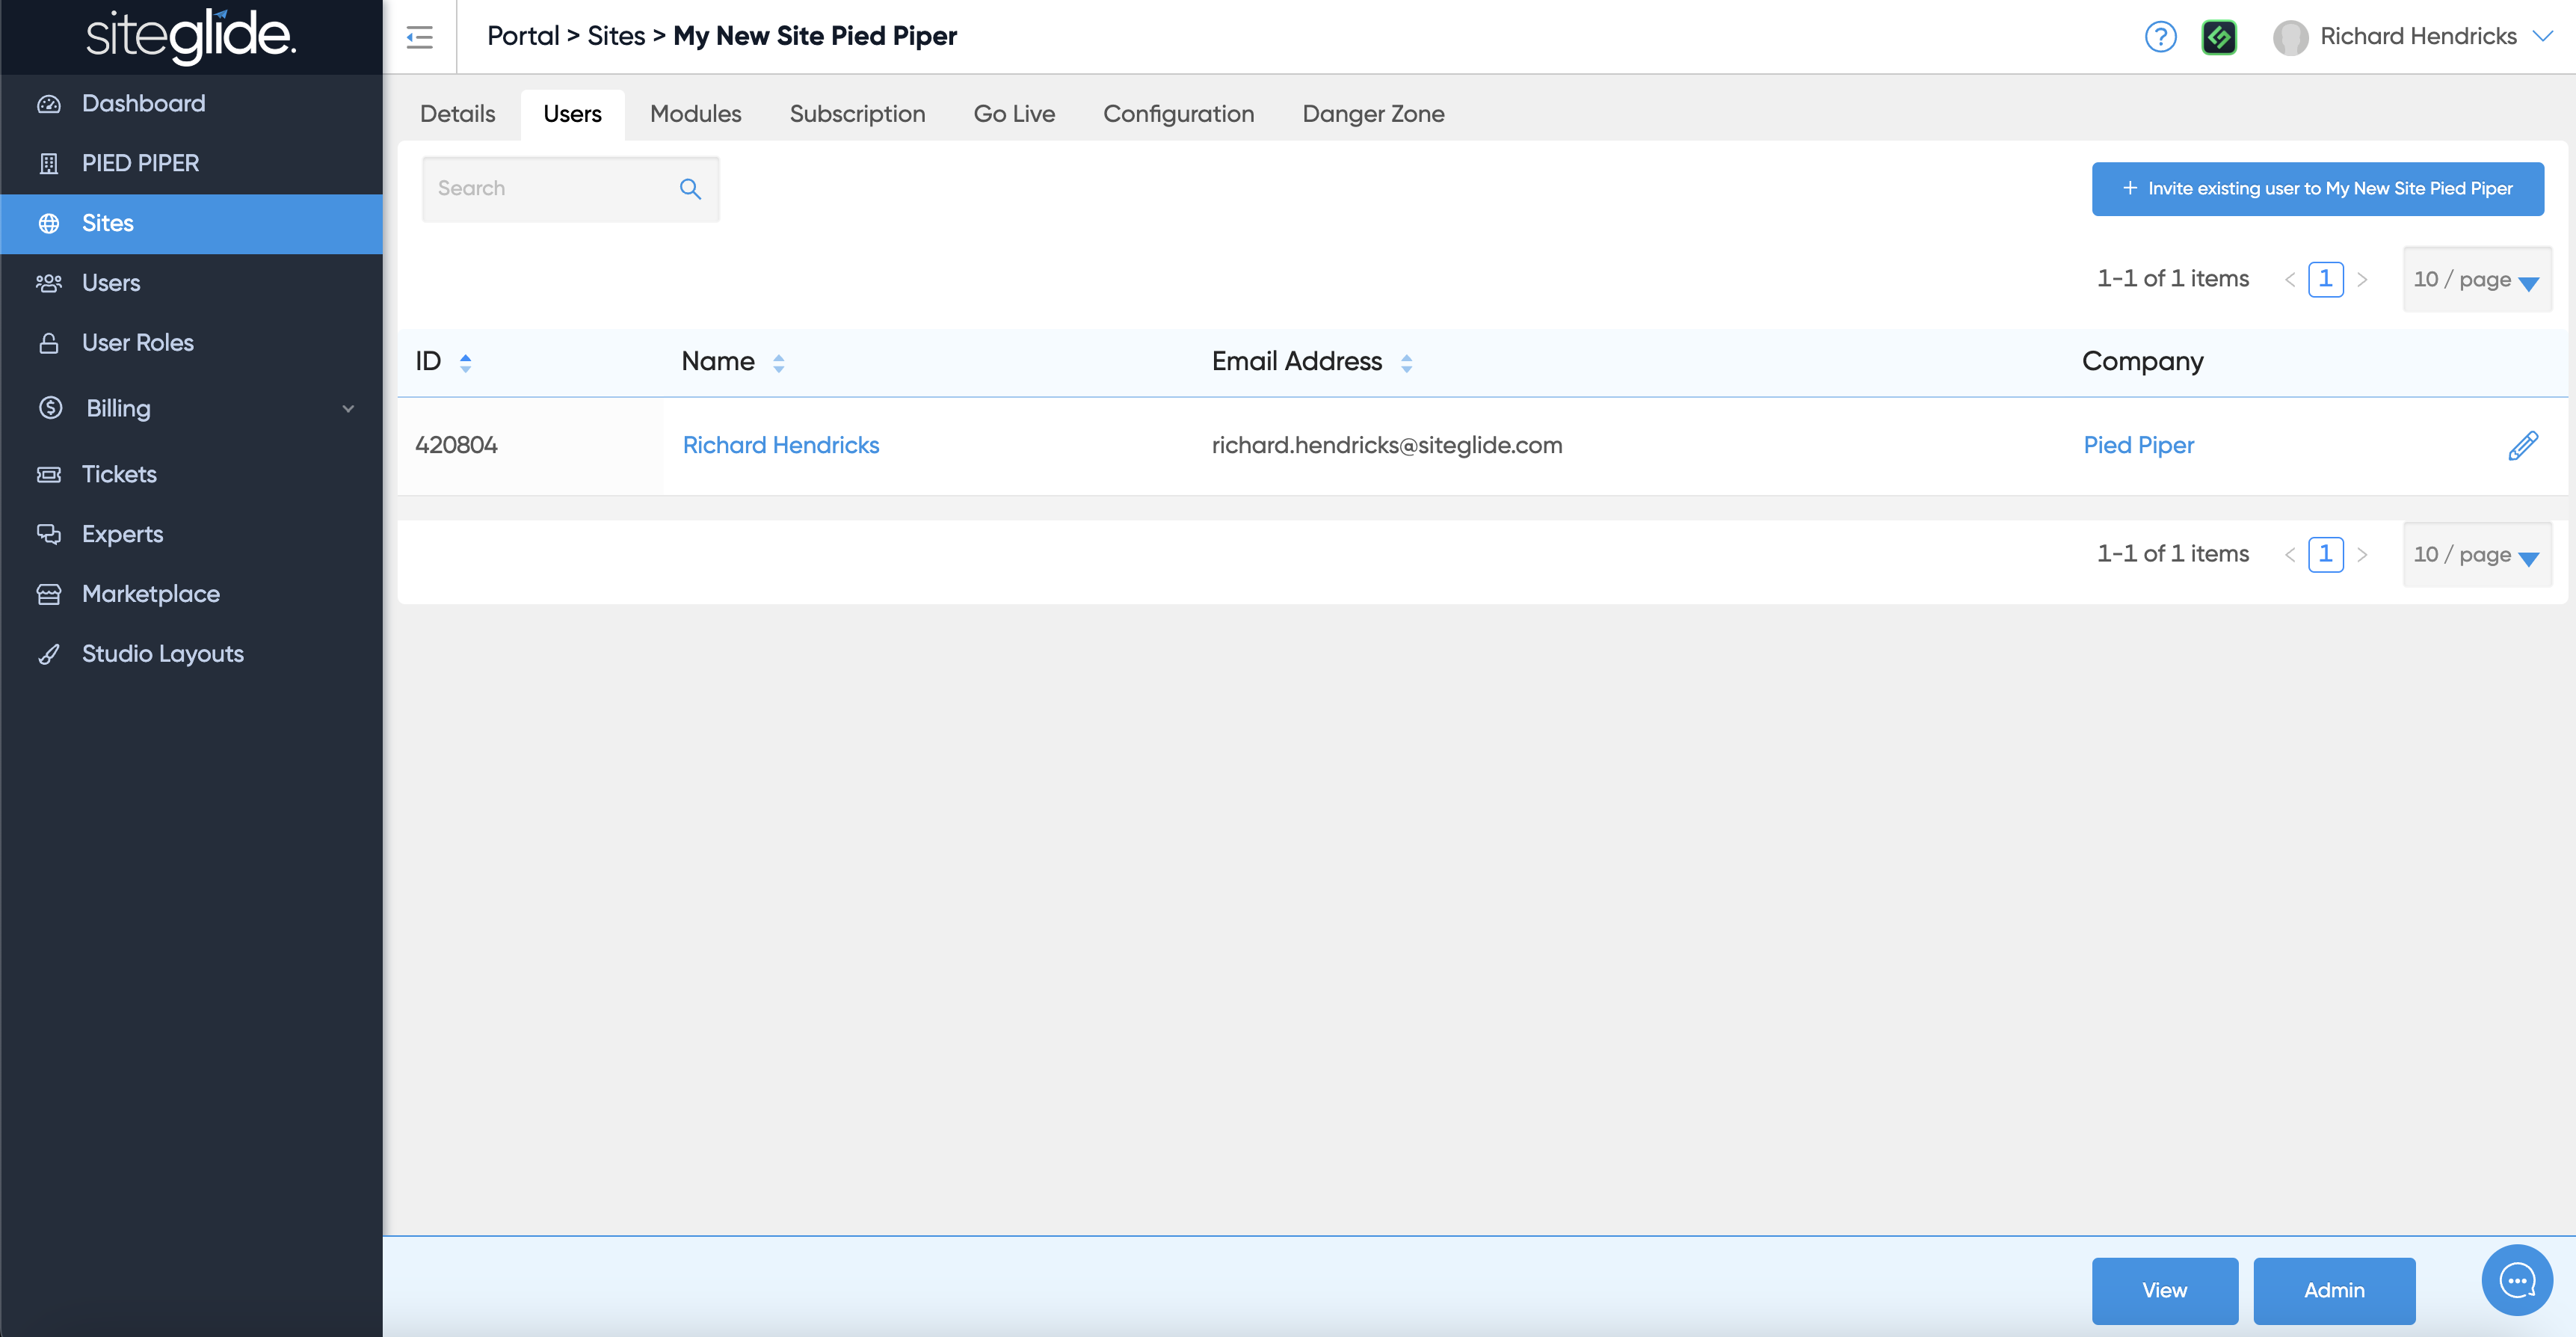 siteglide.
Portal > Sites > My New Site Pied Piper
Richard Hendricks
Dashboard
PIED PIPER
Sites
Users
User Roles
Billing
Tickets
Experts
Marketplace
Studio Layouts
Details Users Modules Subscription Go Live Configuration Danger Zone
Search
+ Invite existing user to My New Site Pied Piper
1-1 of 1 items < 1 > 10 / page
ID Name Email Address Company
420804 Richard Hendricks richard.hendricks@siteglide.com Pied Piper
1-1 of 1 items < 1 > 10 / page
View Admin